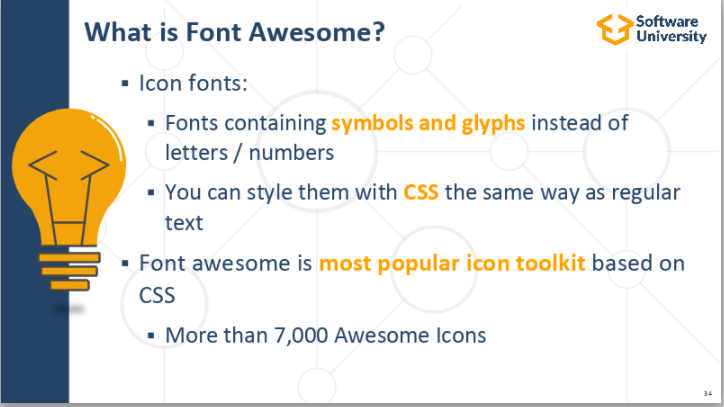 What is Font Awesome?
Software
University
▪ Icon fonts:
▪ Fonts containing symbols and glyphs instead of
letters / numbers
▪ You can style them with CSS the same way as regular
text
▪ Font awesome is most popular icon toolkit based on
CSS
▪ More than 7,000 Awesome Icons
34